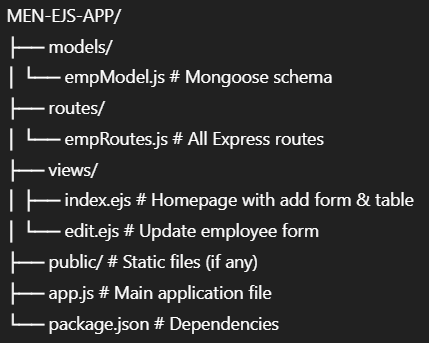 MEN-EJS-APP/
├── models/
│ └── empModel.js # Mongoose schema
├── routes/
│ └── empRoutes.js # All Express routes
├── views/
│ ├── index.ejs # Homepage with add form & table
│ └── edit.ejs # Update employee form
├── public/ # Static files (if any)
├── app.js # Main application file
└── package.json # Dependencies